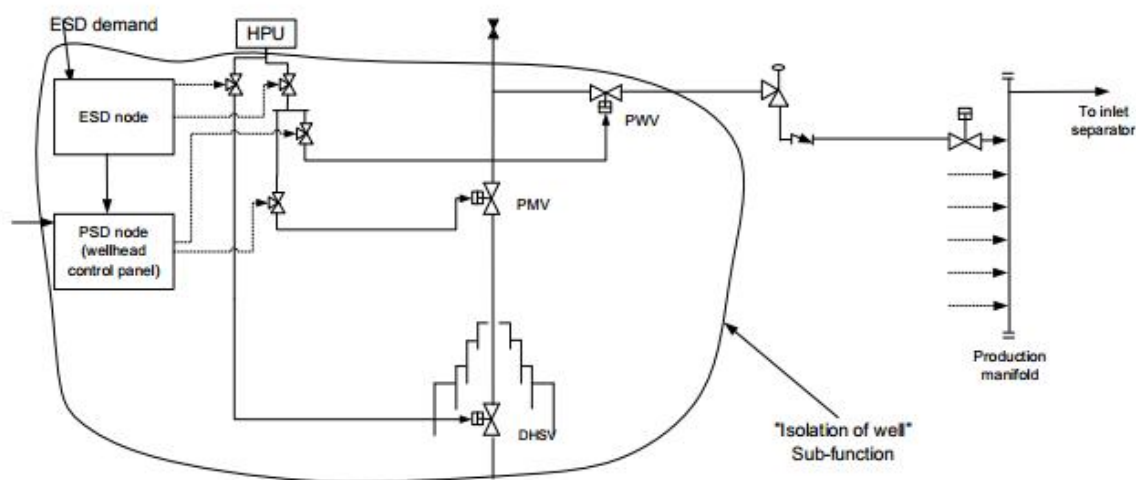 ESD demand
HPU
ESD node
PWV
To inlet
separator
PMV
PSD node
(wellhead
control panel)
Production
manifold
DHSV
"Isolation of well"
Sub-function